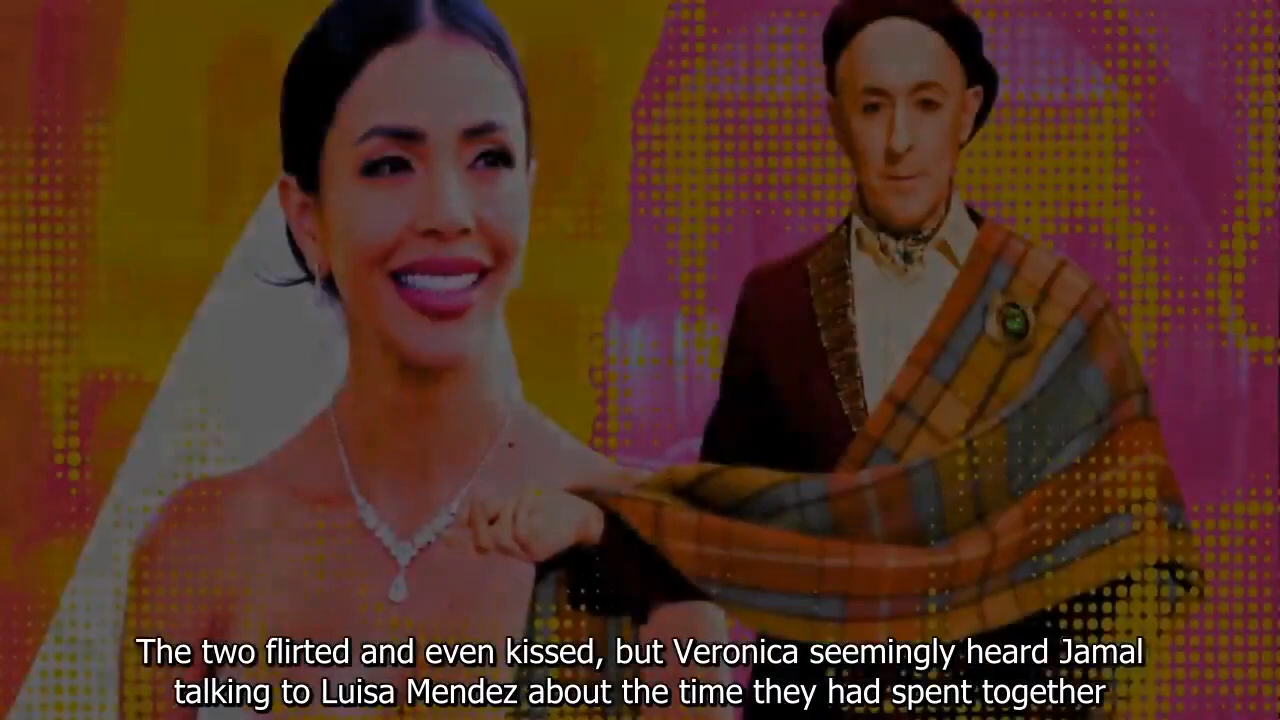 The two flirted and even kissed, but Veronica seemingly heard Jamal
talking to Luisa Mendez about the time they had spent together